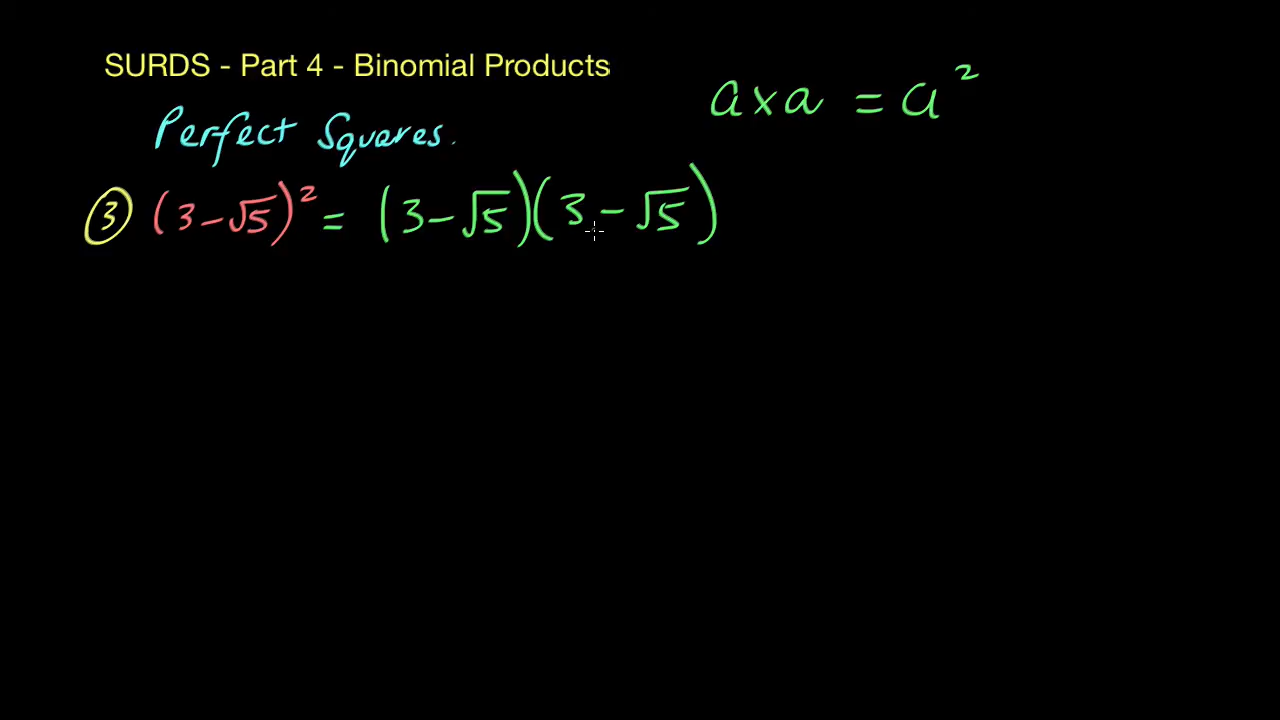 SURDS - Part 4 - Binomial Products
a × a = a²
Perfect Squares.
③ (3-√5)² = (3-√5)(3-√5)